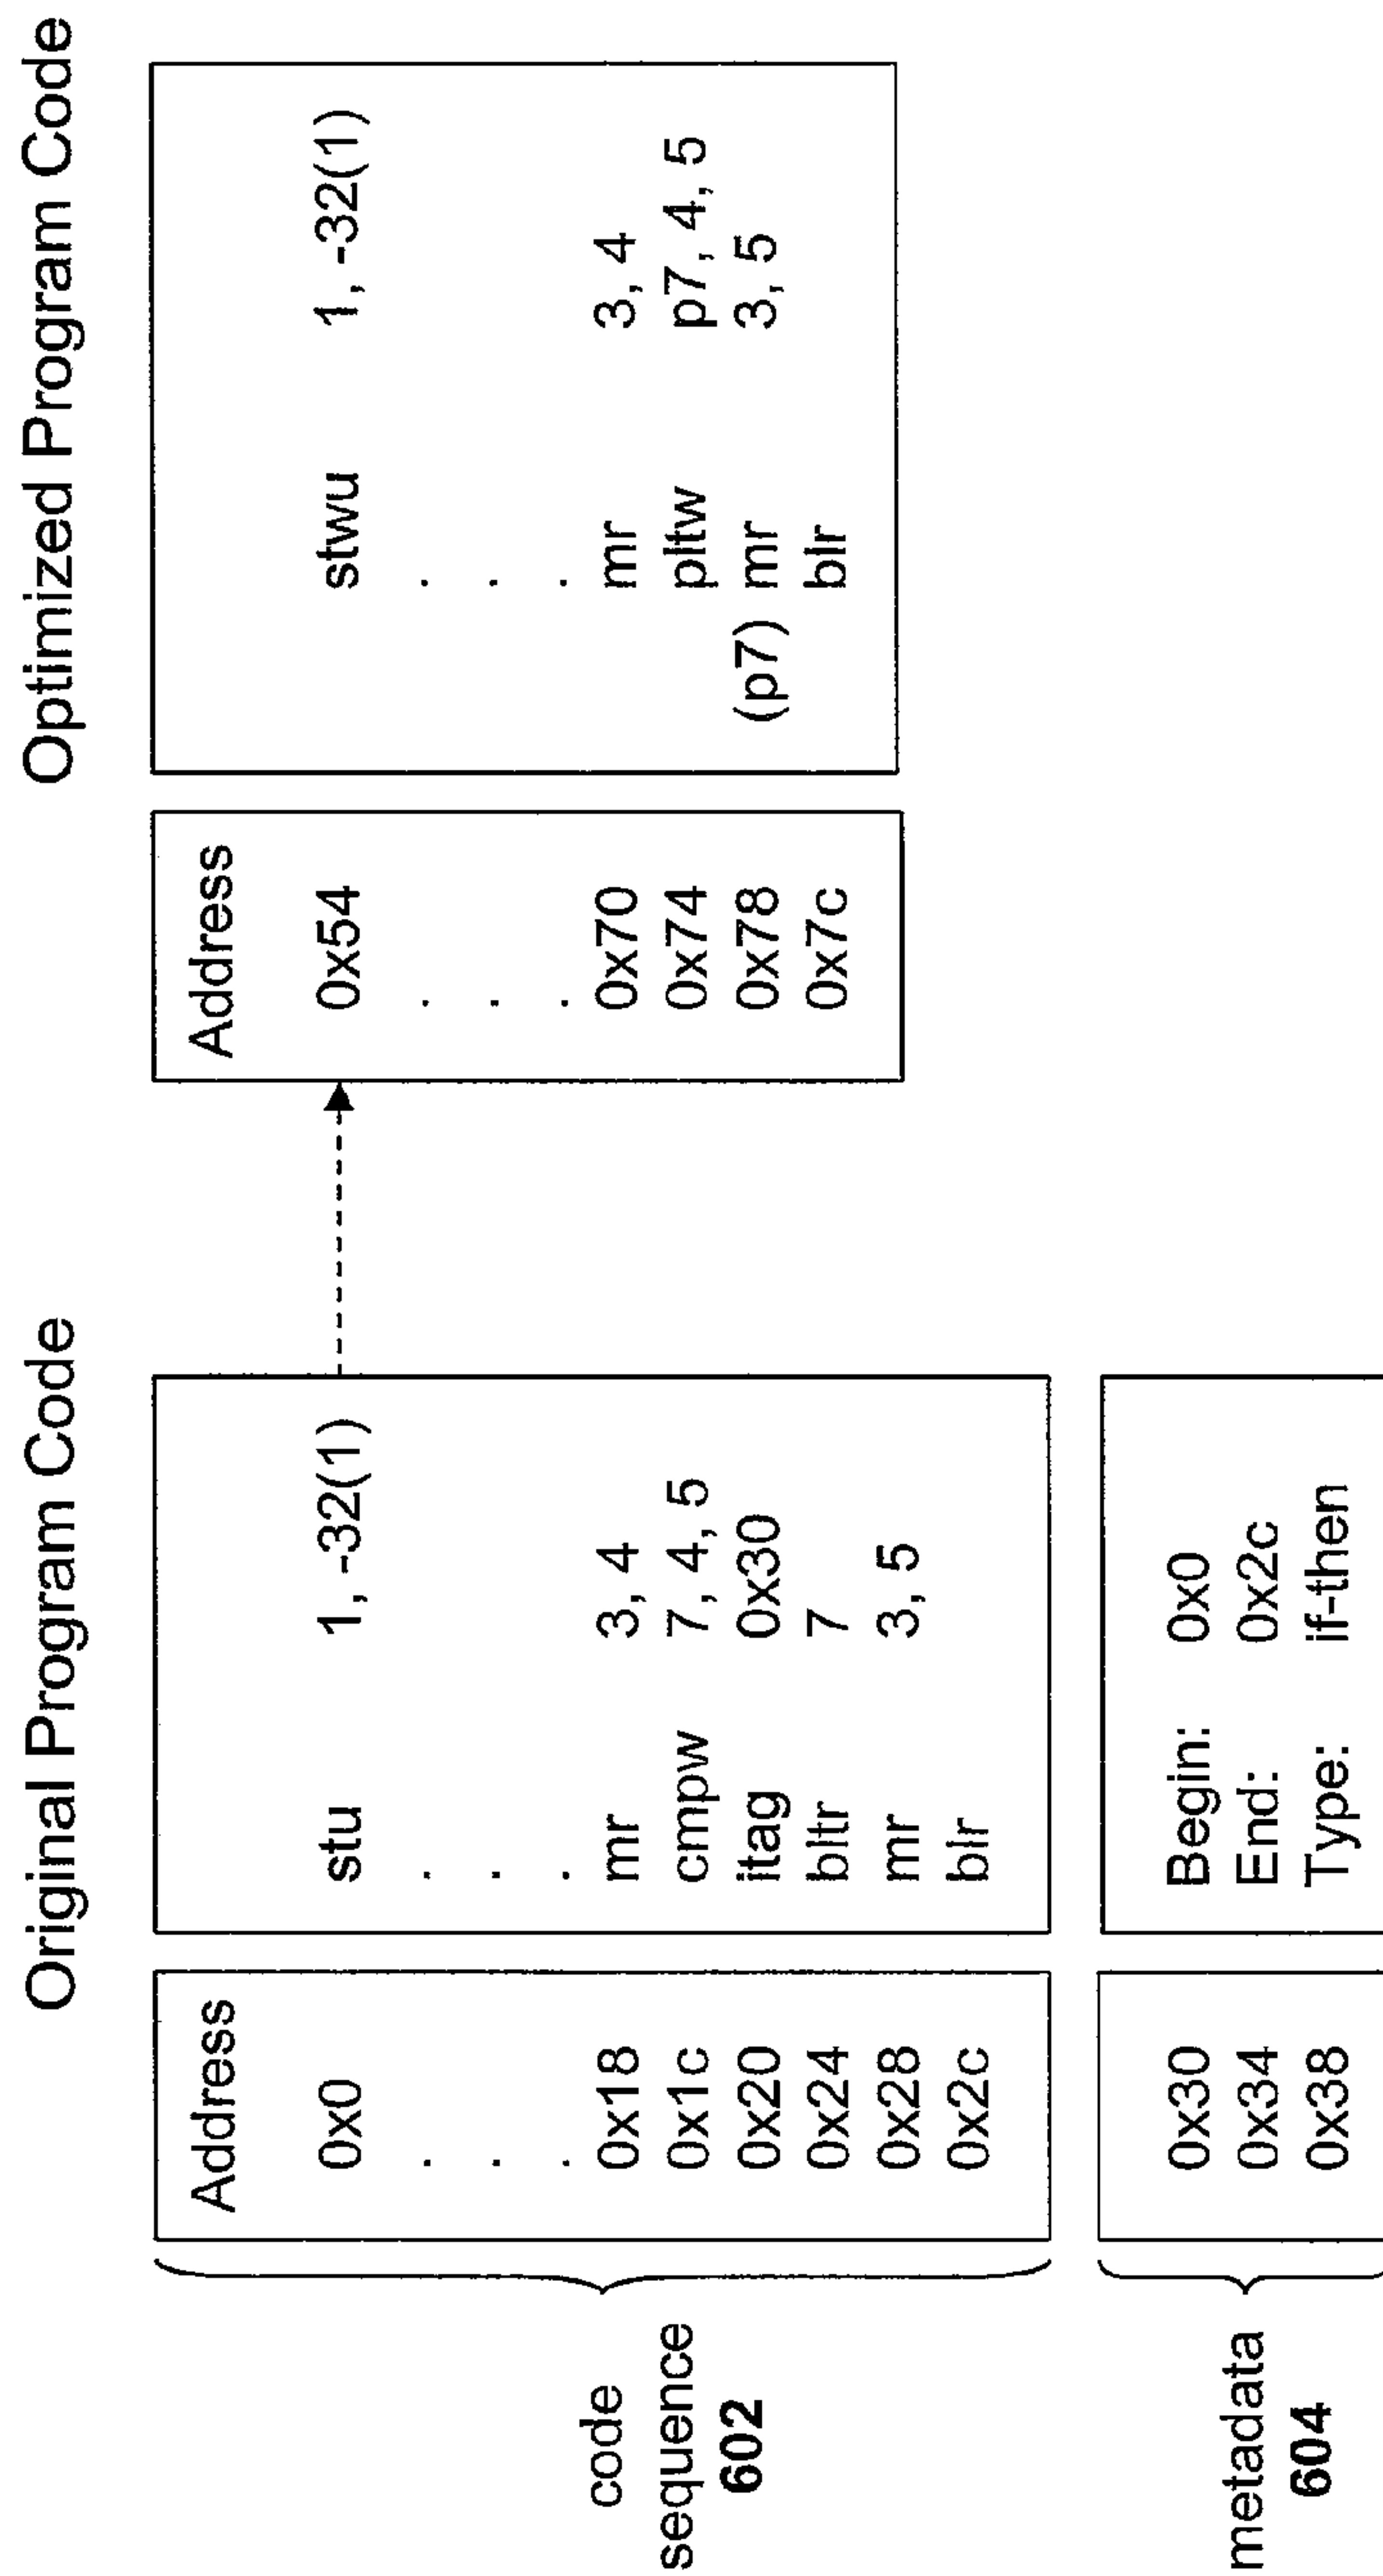 Original Program Code
Address
0x0 stu 1, -32(1)
. .
. .
. .
0x18 mr 3, 4
0x1c cmpw 7, 4, 5
0x20 itag 0x30
0x24 bltr 7
0x28 mr 3, 5
0x2c blr
code
sequence
602
0x30 Begin: 0x0
0x34 End: 0x2c
0x38 Type: if-then
metadata
604
Optimized Program Code
Address
0x54 stwu 1, -32(1)
. .
. .
. .
0x70 mr 3, 4
0x74 pltw p7, 4, 5
0x78 (p7) mr 3, 5
0x7c blr